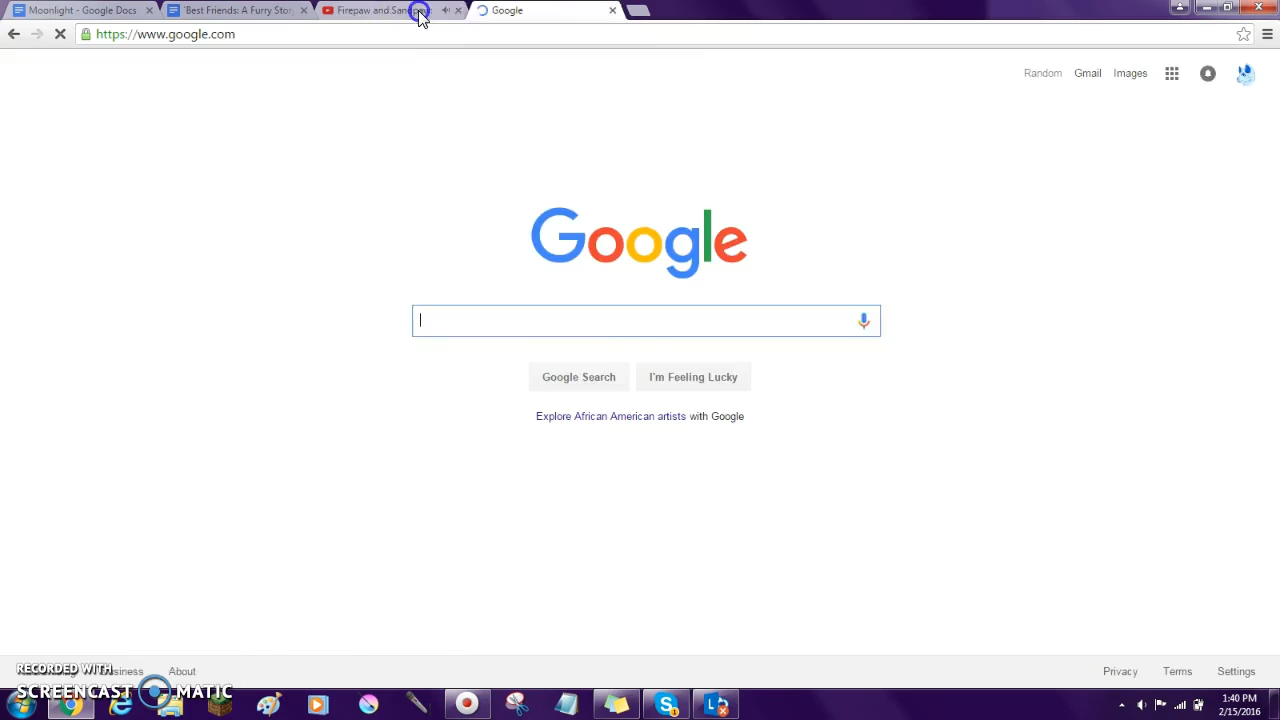 Moonlight - Google Docs
'Best Friends: A Furry Stor
Firepaw and
Google
https://www.google.com
Random Gmail Images
Google
Google Search I'm Feeling Lucky
Explore African American artists with Google
Business About Privacy Terms Settings
RECORDED WITH
SCREENCAST MATIC
1:40 PM
2/15/2016